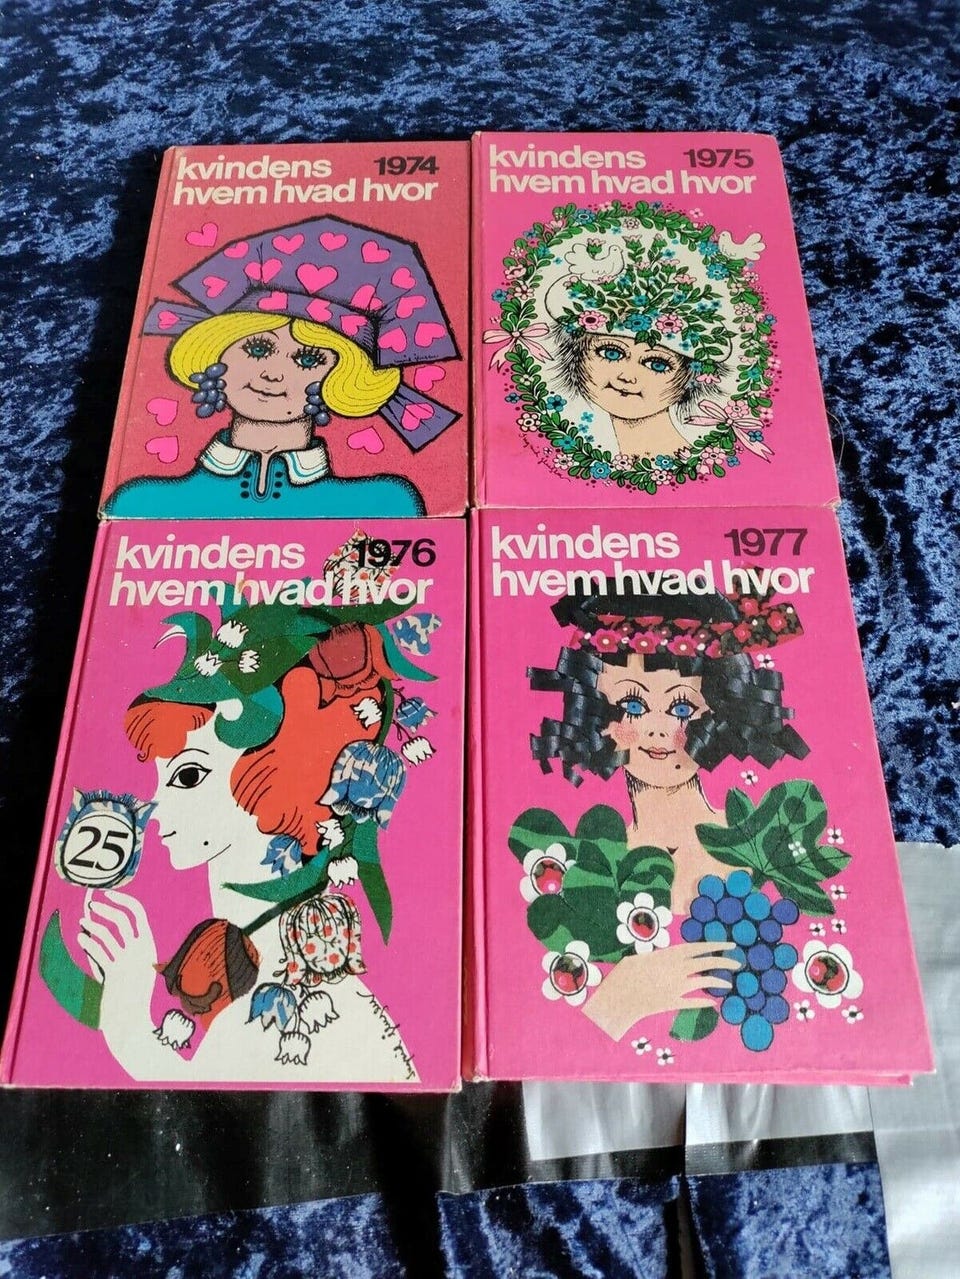 kvindens 1974
hvem hvad hvor
kvindens 1975
hvem hvad hvor
kvindens 1976
hvem hvad hvor
25
kvindens 1977
hvem hvad hvor